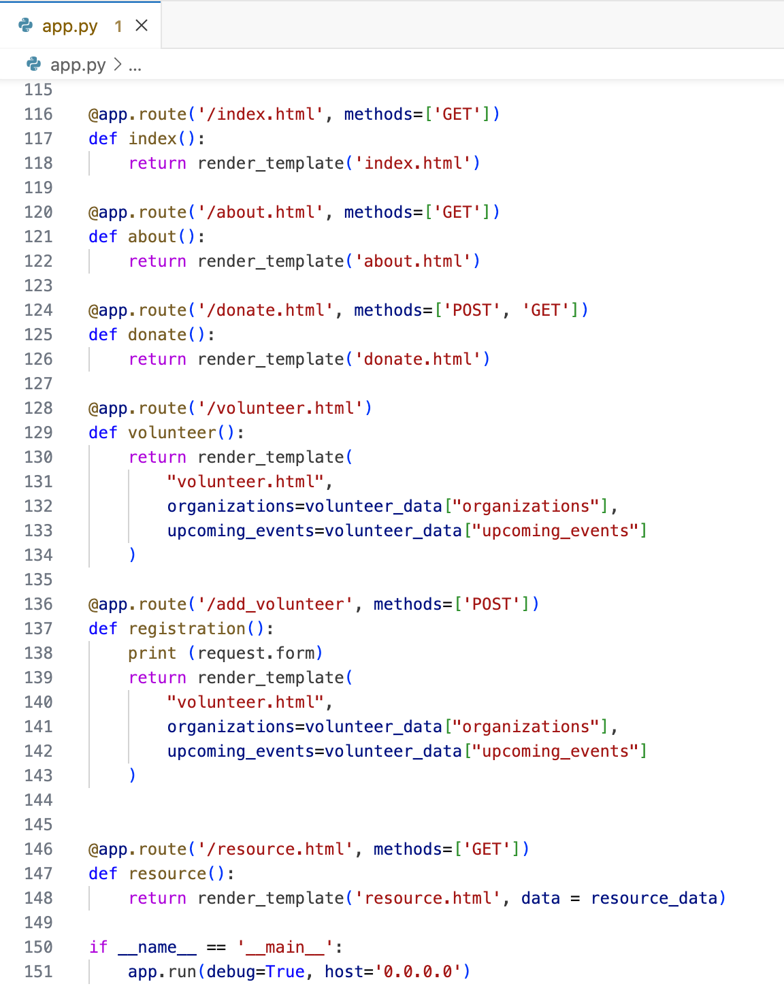 app.py 1 ×
app.py > ...
115
116 @app.route('/index.html', methods=['GET'])
117 def index():
118     return render_template('index.html')
119
120 @app.route('/about.html', methods=['GET'])
121 def about():
122     return render_template('about.html')
123
124 @app.route('/donate.html', methods=['POST', 'GET'])
125 def donate():
126     return render_template('donate.html')
127
128 @app.route('/volunteer.html')
129 def volunteer():
130     return render_template(
131         "volunteer.html",
132         organizations=volunteer_data["organizations"],
133         upcoming_events=volunteer_data["upcoming_events"]
134     )
135
136 @app.route('/add_volunteer', methods=['POST'])
137 def registration():
138     print (request.form)
139     return render_template(
140         "volunteer.html",
141         organizations=volunteer_data["organizations"],
142         upcoming_events=volunteer_data["upcoming_events"]
143     )
144
145
146 @app.route('/resource.html', methods=['GET'])
147 def resource():
148     return render_template('resource.html', data = resource_data)
149
150 if __name__ == '__main__':
151     app.run(debug=True, host='0.0.0.0')